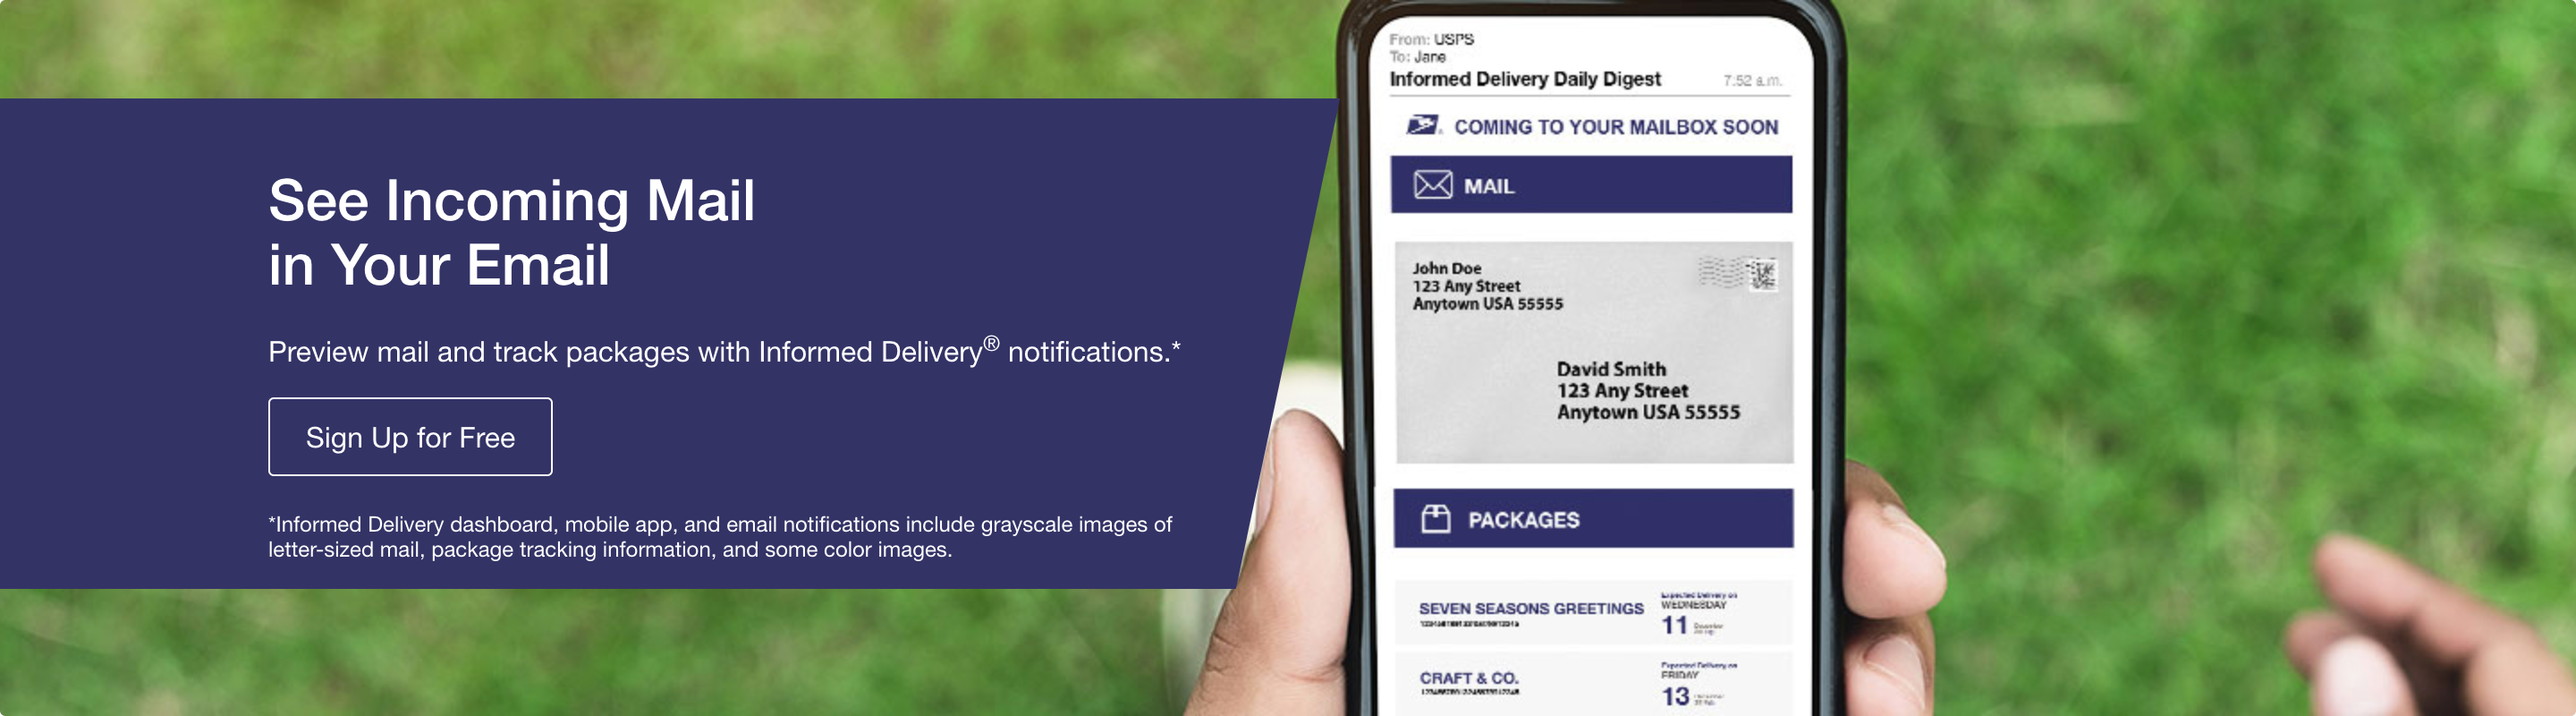 See Incoming Mail
in Your Email
Preview mail and track packages with Informed Delivery® notifications.*
Sign Up for Free
*Informed Delivery dashboard, mobile app, and email notifications include grayscale images of
letter-sized mail, package tracking information, and some color images.
From: USPS
To: Jane
Informed Delivery Daily Digest 7:52 a.m.
COMING TO YOUR MAILBOX SOON
MAIL
John Doe
123 Any Street
Anytown USA 55555
David Smith
123 Any Street
Anytown USA 55555
PACKAGES
SEVEN SEASONS GREETINGS
Expected Delivery on
WEDNESDAY
11
CRAFT & CO.
Expected Delivery on
FRIDAY
13